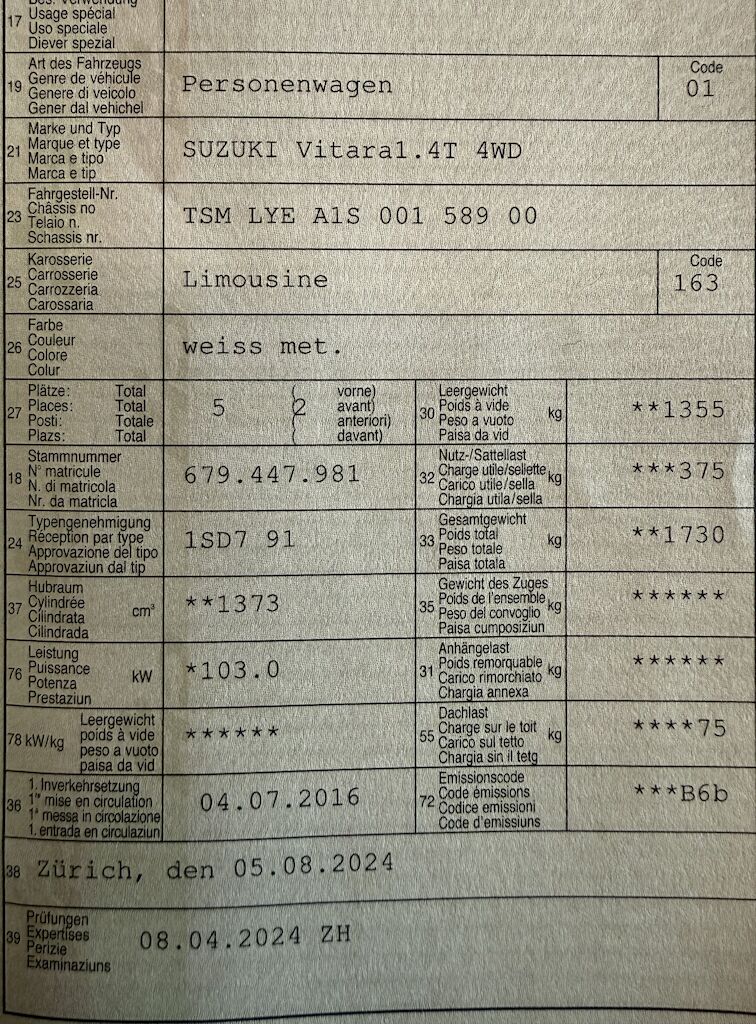 Bes. Verwendung
17 Usage spécial
Uso speciale
Diever spezial
Art des Fahrzeugs
19 Genre de véhicule
Genere di veicolo
Gener dal vehichel
Personenwagen
Code
01
Marke und Typ
21 Marque et type
Marca e tipo
Marca e tip
SUZUKI Vitara1.4T 4WD
Fahrgestell-Nr.
23 Châssis no
Telaio n.
Schassis nr.
TSM LYE A1S 001 589 00
Karosserie
25 Carrosserie
Carrozzeria
Carossaria
Limousine
Code
163
Farbe
26 Couleur
Colore
Colur
weiss met.
Plätze: Total
27 Places: Total
Posti: Totale
Plazs: Total
5 (2 vorne)
( avant)
( anteriori)
( davant)
Leergewicht
30 Poids à vide kg
Peso a vuoto
Paisa da vid
**1355
Stammnummer
18 N° matricule
N. di matricola
Nr. da matricla
679.447.981
Nutz-/Sattellast
32 Charge utile/sellette kg
Carico utile/sella
Chargia utila/sella
***375
Typengenehmigung
24 Réception par type
Approvazione del tipo
Approvaziun dal tip
1SD7 91
Gesamtgewicht
33 Poids total kg
Peso totale
Paisa totala
**1730
Hubraum
37 Cylindrée cm³
Cilindrata
Cilindrada
**1373
Gewicht des Zuges
35 Poids de l'ensemble kg
Peso del convoglio
Paisa cumposiziun
******
Leistung
76 Puissance kW
Potenza
Prestaziun
*103.0
Anhängelast
31 Poids remorquable kg
Carico rimorchiato
Chargia annexa
******
Leergewicht
78 kW/kg poids à vide
peso a vuoto
paisa da vid
******
Dachlast
55 Charge sur le toit kg
Carico sul tetto
Chargia sin il tetg
****75
1. Inverkehrsetzung
36 1re mise en circulation
1a messa in circolazione
1. entrada en circulaziun
04.07.2016
Emissionscode
72 Code émissions
Codice emissioni
Code d'emissiuns
***B6b
38 Zürich, den 05.08.2024
Prüfungen
39 Expertises
Perizie
Examinaziuns
08.04.2024 ZH